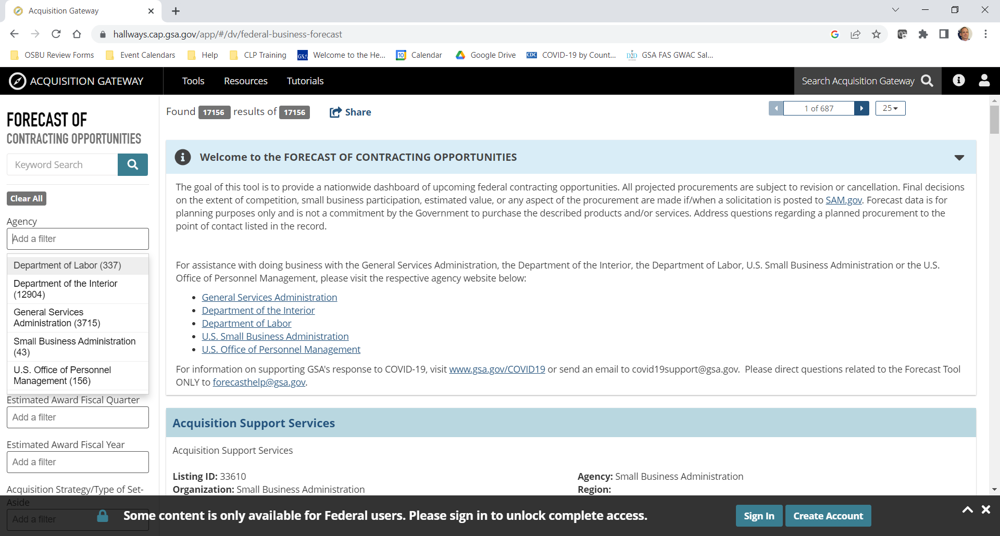 Acquisition Gateway
hallways.cap.gsa.gov/app/#/dv/federal-business-forecast
OSBU Review Forms
Event Calendars
Help
CLP Training
GSA
Welcome to the He...
10
Calendar
Google Drive
CDC
COVID-19 by Count...
D2D
GSA FAS GWAC Sal...
ACQUISITION GATEWAY
Tools
Resources
Tutorials
Search Acquisition Gateway
FORECAST OF
CONTRACTING OPPORTUNITIES
Keyword Search
Clear All
Agency
Add a filter
Department of Labor (337)
Department of the Interior
(12904)
General Services
Administration (3715)
Small Business Administration
(43)
U.S. Office of Personnel
Management (156)
Estimated Award Fiscal Quarter
Add a filter
Estimated Award Fiscal Year
Add a filter
Acquisition Strategy/Type of Set-
Aside
Add a filter
Found 17156 results of 17156
Share
1 of 687
25
Welcome to the FORECAST OF CONTRACTING OPPORTUNITIES
The goal of this tool is to provide a nationwide dashboard of upcoming federal contracting opportunities. All projected procurements are subject to revision or cancellation. Final decisions
on the extent of competition, small business participation, estimated value, or any aspect of the procurement are made if/when a solicitation is posted to SAM.gov. Forecast data is for
planning purposes only and is not a commitment by the Government to purchase the described products and/or services. Address questions regarding a planned procurement to the
point of contact listed in the record.
For assistance with doing business with the General Services Administration, the Department of the Interior, the Department of Labor, U.S. Small Business Administration or the U.S.
Office of Personnel Management, please visit the respective agency website below:
General Services Administration
Department of the Interior
Department of Labor
U.S. Small Business Administration
U.S. Office of Personnel Management
For information on supporting GSA's response to COVID-19, visit www.gsa.gov/COVID19 or send an email to covid19support@gsa.gov. Please direct questions related to the Forecast Tool
ONLY to forecasthelp@gsa.gov.
Acquisition Support Services
Acquisition Support Services
Listing ID: 33610
Agency: Small Business Administration
Organization: Small Business Administration
Region:
Some content is only available for Federal users. Please sign in to unlock complete access.
Sign In
Create Account